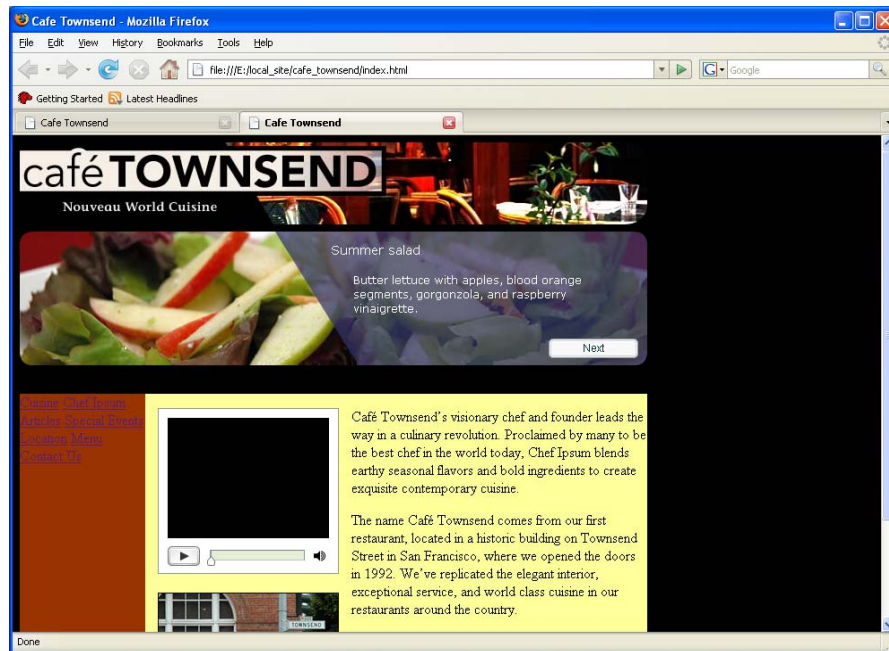 Cafe Townsend - Mozilla Firefox
File Edit View History Bookmarks Tools Help
file:///E:/local_site/cafe_townsend/index.html
G Google
Getting Started Latest Headlines
Cafe Townsend Cafe Townsend
café TOWNSEND
Nouveau World Cuisine
Summer salad
Butter lettuce with apples, blood orange
segments, gorgonzola, and raspberry
vinaigrette.
Next
Cuisine Chef Ipsum
Articles Special Events
Location Menu
Contact Us
Café Townsend's visionary chef and founder leads the
way in a culinary revolution. Proclaimed by many to be
the best chef in the world today, Chef Ipsum blends
earthy seasonal flavors and bold ingredients to create
exquisite contemporary cuisine.
The name Café Townsend comes from our first
restaurant, located in a historic building on Townsend
Street in San Francisco, where we opened the doors
in 1992. We've replicated the elegant interior,
exceptional service, and world class cuisine in our
restaurants around the country.
TOWNSEND
Done